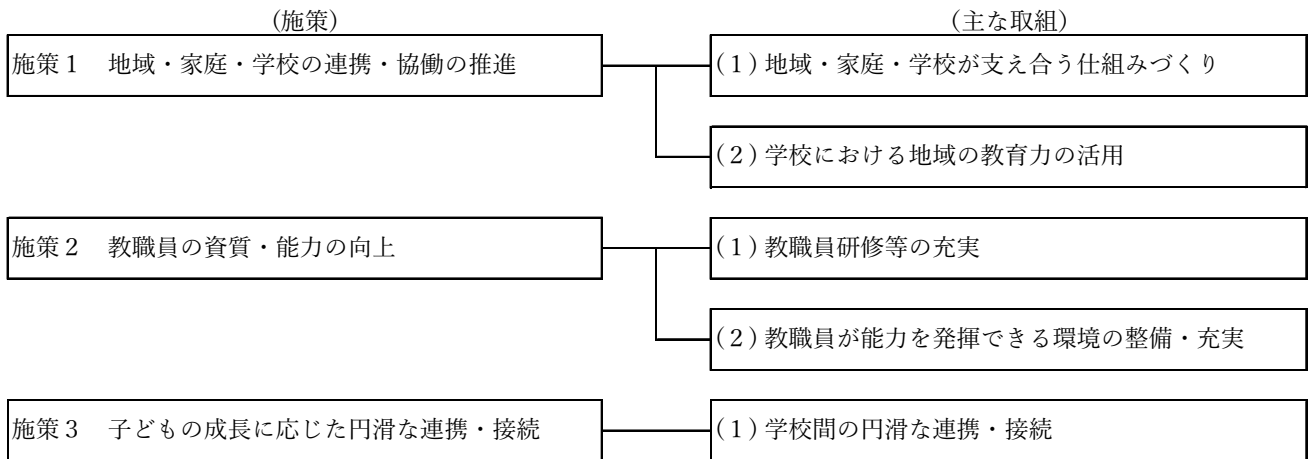 (施策)
(主な取組)
施策１　地域・家庭・学校の連携・協働の推進
(１)地域・家庭・学校が支え合う仕組みづくり
(２)学校における地域の教育力の活用
施策２　教職員の資質・能力の向上
(１)教職員研修等の充実
(２)教職員が能力を発揮できる環境の整備・充実
施策３　子どもの成長に応じた円滑な連携・接続
(１)学校間の円滑な連携・接続